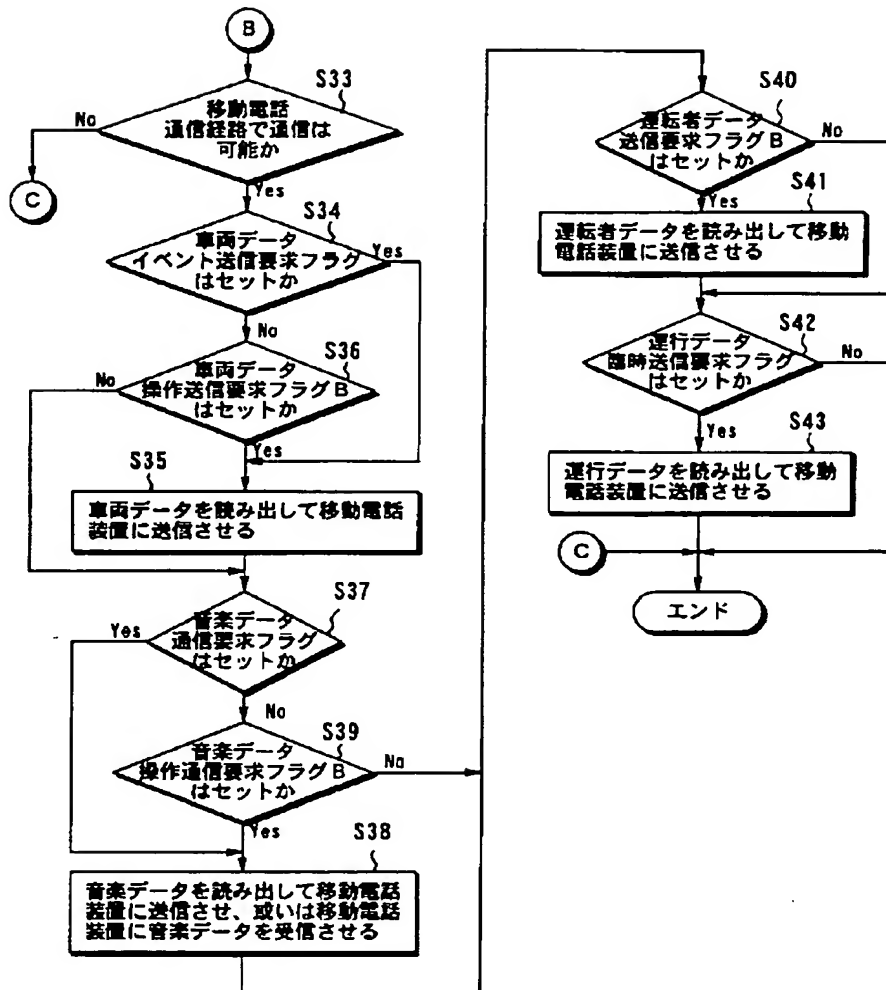 B
S33
移動電話
通信経路で通信は
可能か
No
C
Yes
S34
車両データ
イベント送信要求フラグ
はセットか
Yes
No
S36
車両データ
操作送信要求フラグB
はセットか
No
Yes
S35
車両データを読み出して移動電話
装置に送信させる
S37
音楽データ
通信要求フラグ
はセットか
Yes
No
S39
音楽データ
操作通信要求フラグB
はセットか
No
Yes
S38
音楽データを読み出して移動電話
装置に送信させ、或いは移動電話
装置に音楽データを受信させる
S40
運転者データ
送信要求フラグB
はセットか
No
Yes
S41
運転者データを読み出して移動
電話装置に送信させる
S42
運行データ
臨時送信要求フラグ
はセットか
No
Yes
S43
運行データを読み出して移動
電話装置に送信させる
C
エンド